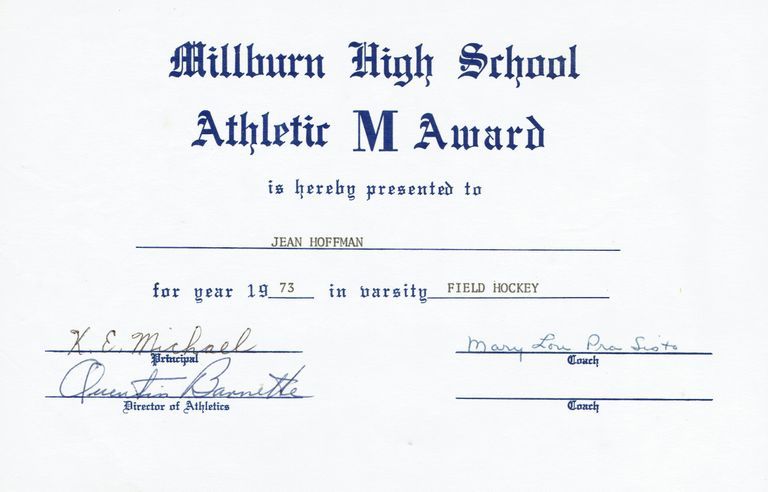 Millburn High School
Athletic M Award
is hereby presented to
JEAN HOFFMAN
for year 1973 in varsity FIELD HOCKEY
K. E. Michael Mary Lou Pra Sisto
Principal Coach
Quentin Barnette
Director of Athletics Coach